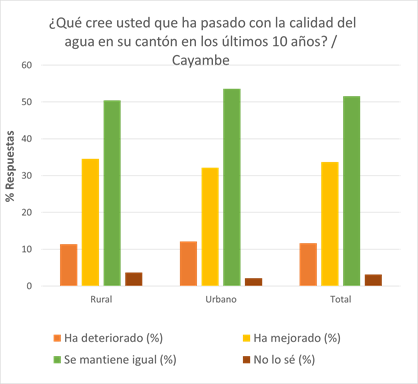 ¿Qué cree usted que ha pasado con la calidad del
agua en su cantón en los últimos 10 años? /
Cayambe
60
50
40
30
20
10
0
% Respuestas
Rural Urbano Total
Ha deteriorado (%) Ha mejorado (%)
Se mantiene igual (%) No lo sé (%)